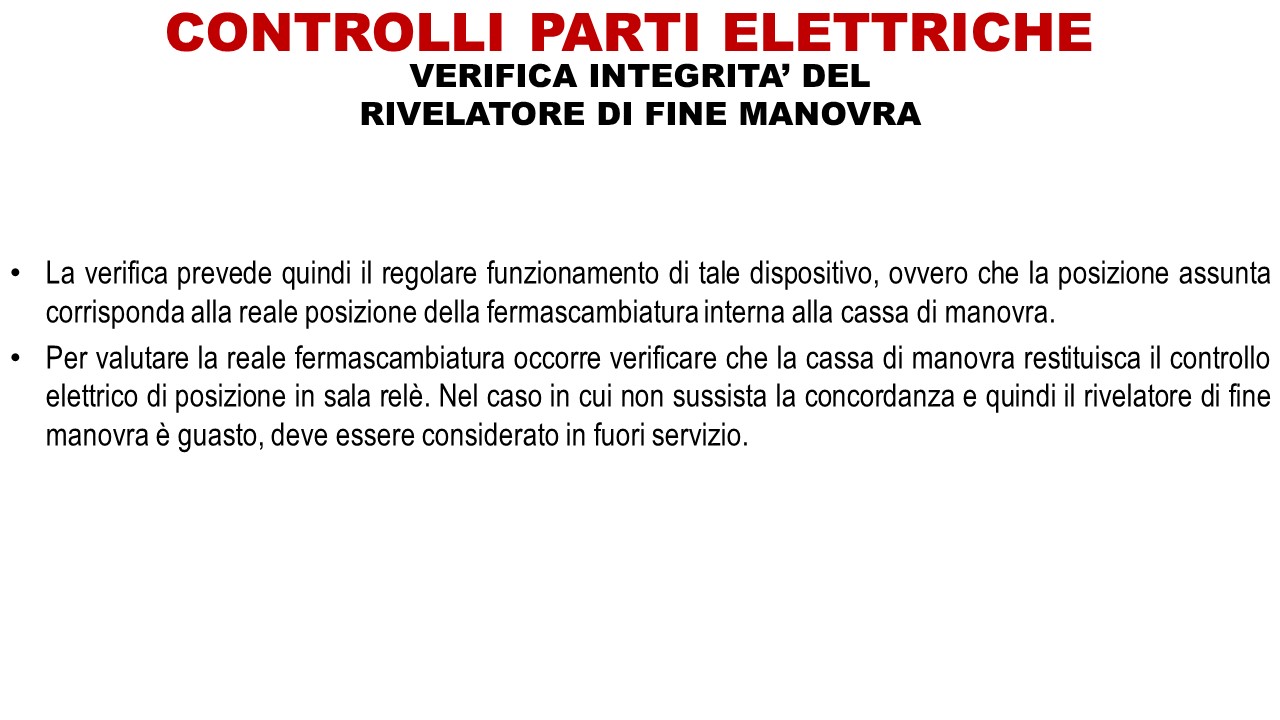 CONTROLLI PARTI ELETTRICHE
VERIFICA INTEGRITA’ DEL
RIVELATORE DI FINE MANOVRA
• La verifica prevede quindi il regolare funzionamento di tale dispositivo, ovvero che la posizione assunta
corrisponda alla reale posizione della fermascambiatura interna alla cassa di manovra.
• Per valutare la reale fermascambiatura occorre verificare che la cassa di manovra restituisca il controllo
elettrico di posizione in sala relè. Nel caso in cui non sussista la concordanza e quindi il rivelatore di fine
manovra è guasto, deve essere considerato in fuori servizio.